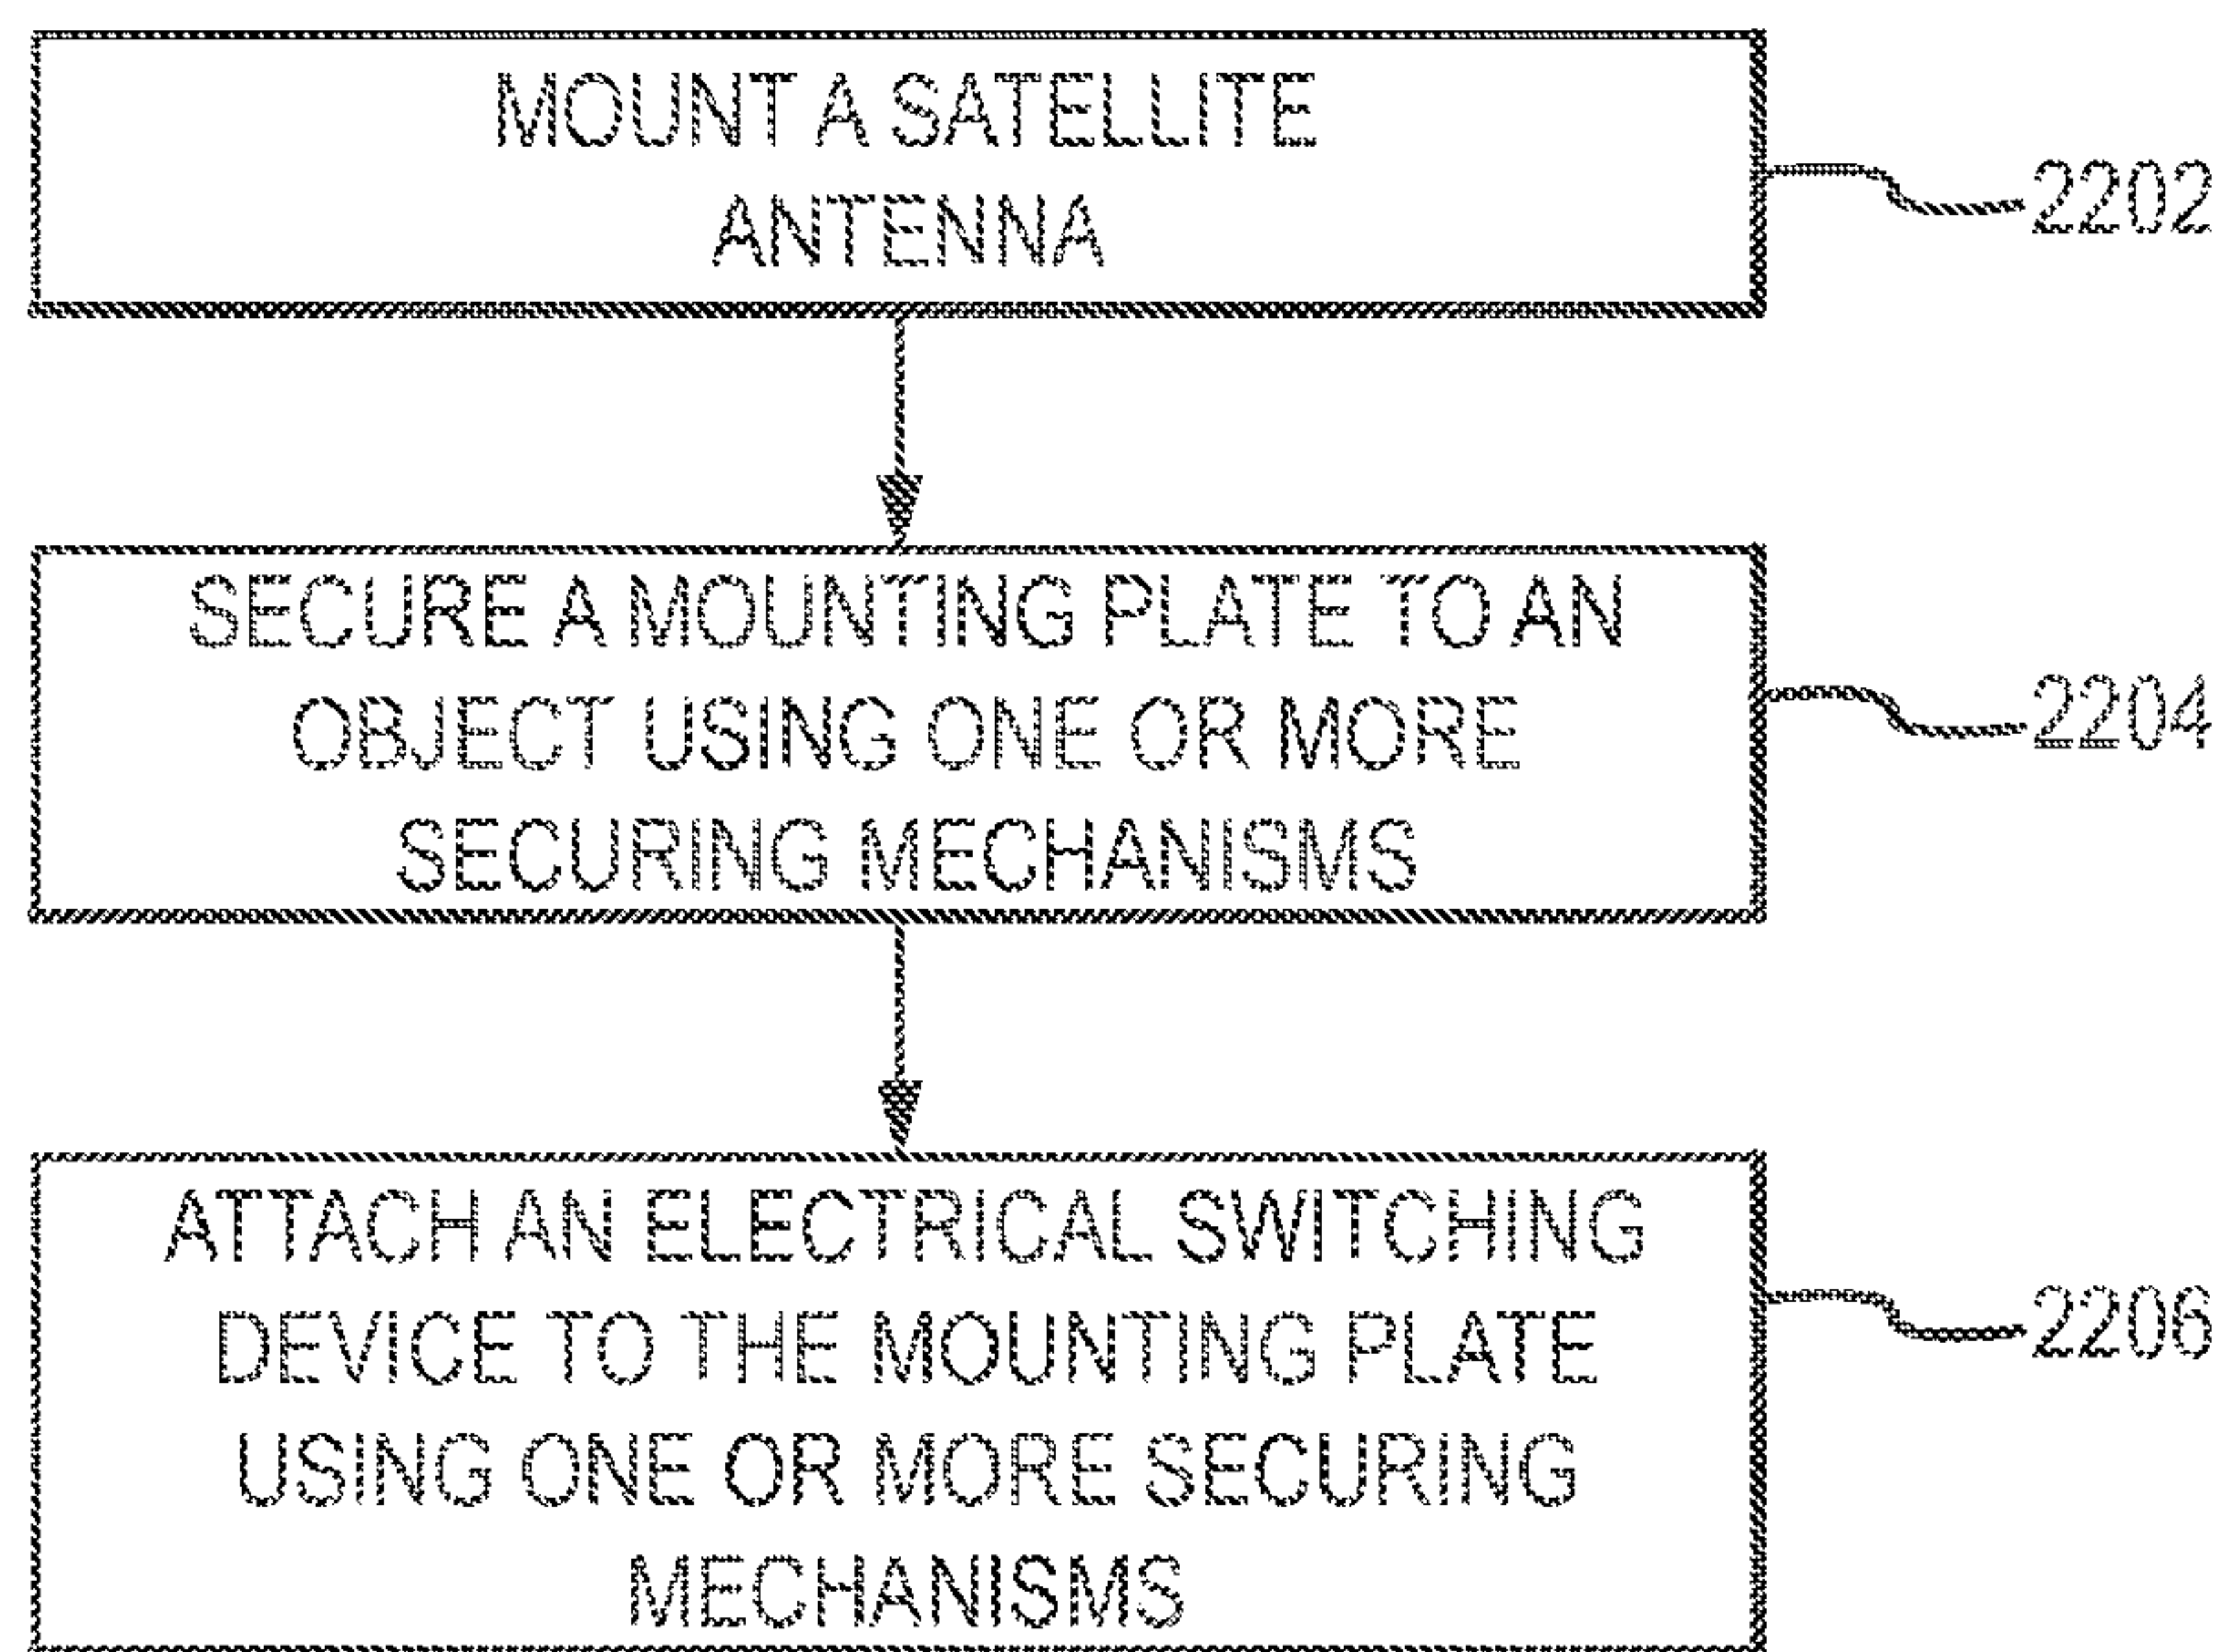 MOUNT A SATELLITE
ANTENNA
2202
SECURE A MOUNTING PLATE TO AN
OBJECT USING ONE OR MORE
SECURING MECHANISMS
2204
ATTACH AN ELECTRICAL SWITCHING
DEVICE TO THE MOUNTING PLATE
USING ONE OR MORE SECURING
MECHANISMS
2206